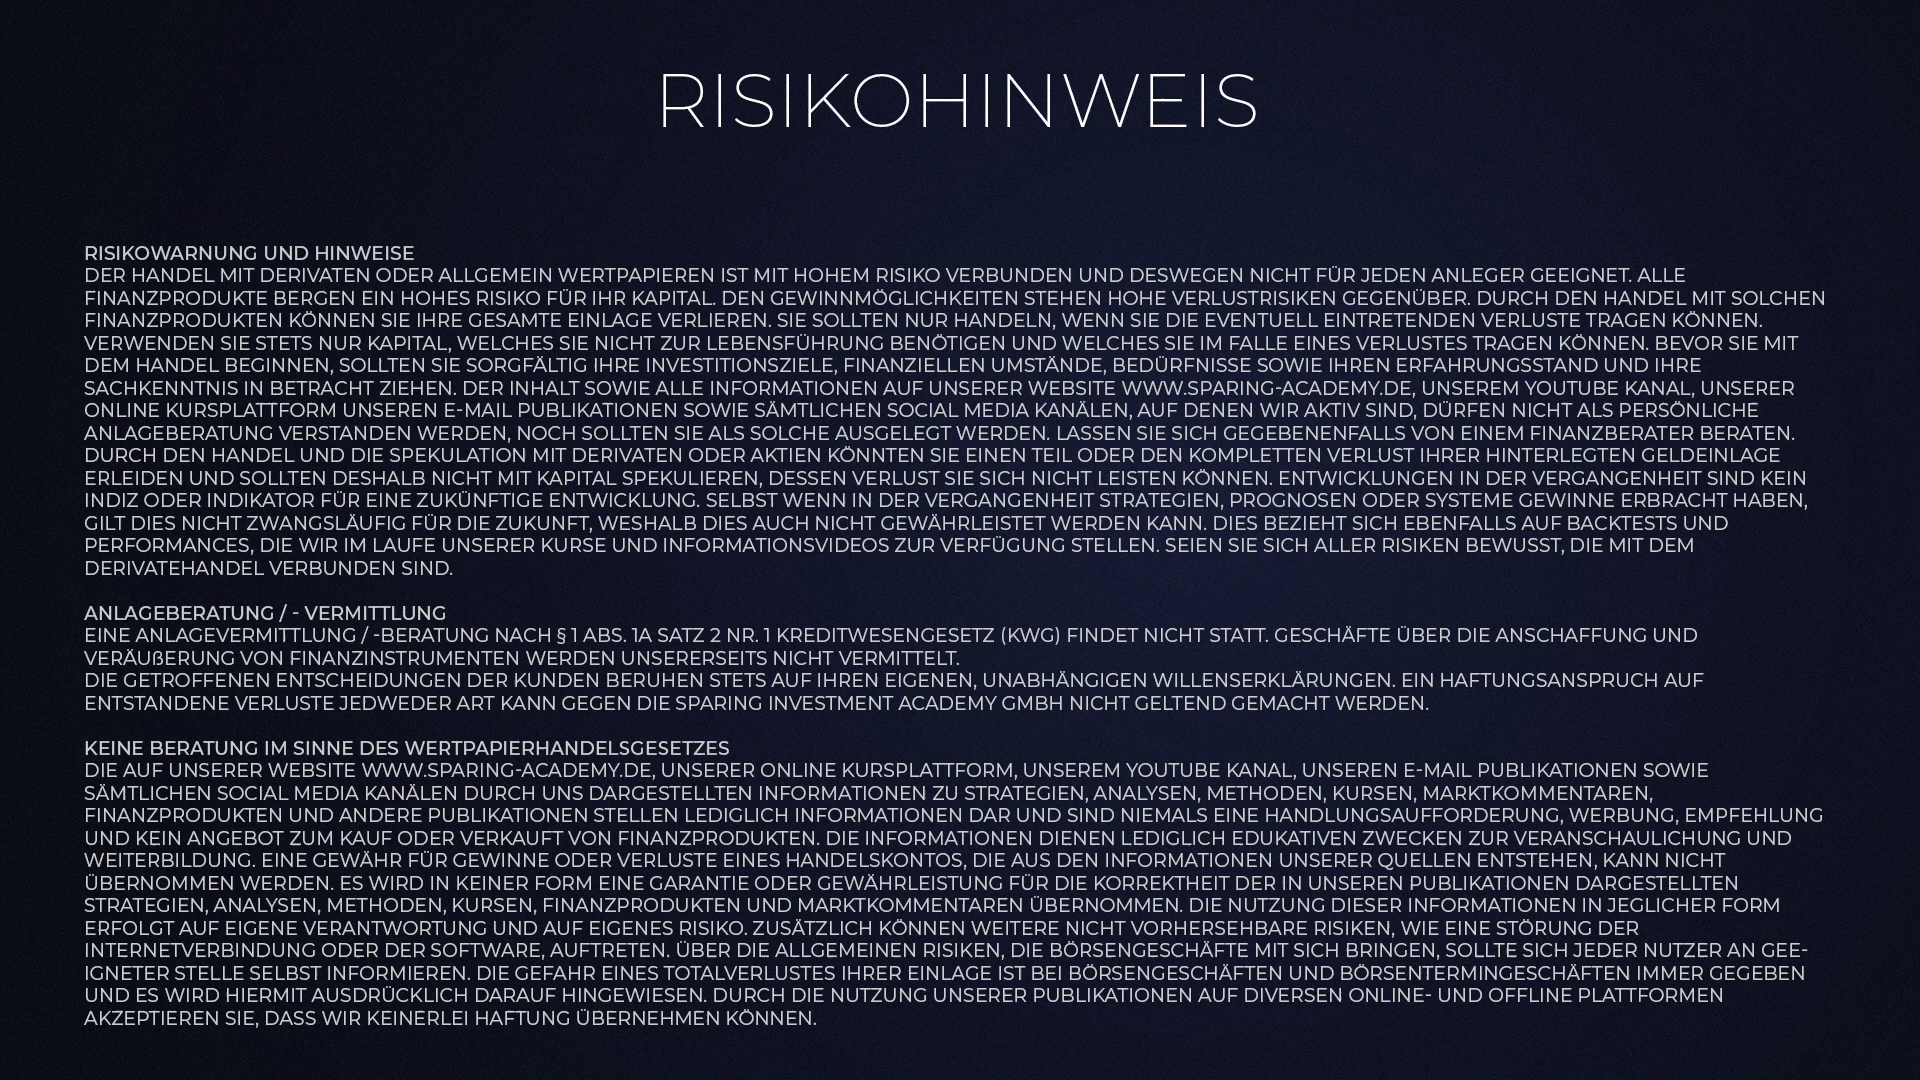 RISIKOHINWEIS
RISIKOWARNUNG UND HINWEISE
DER HANDEL MIT DERIVATEN ODER ALLGEMEIN WERTPAPIEREN IST MIT HOHEM RISIKO VERBUNDEN UND DESWEGEN NICHT FÜR JEDEN ANLEGER GEEIGNET. ALLE
FINANZPRODUKTE BERGEN EIN HOHES RISIKO FÜR IHR KAPITAL. DEN GEWINNMÖGLICHKEITEN STEHEN HOHE VERLUSTRISIKEN GEGENÜBER. DURCH DEN HANDEL MIT SOLCHEN
FINANZPRODUKTEN KÖNNEN SIE IHRE GESAMTE EINLAGE VERLIEREN. SIE SOLLTEN NUR HANDELN, WENN SIE DIE EVENTUELL EINTRETENDEN VERLUSTE TRAGEN KÖNNEN.
VERWENDEN SIE STETS NUR KAPITAL, WELCHES SIE NICHT ZUR LEBENSFÜHRUNG BENÖTIGEN UND WELCHES SIE IM FALLE EINES VERLUSTES TRAGEN KÖNNEN. BEVOR SIE MIT
DEM HANDEL BEGINNEN, SOLLTEN SIE SORGFÄLTIG IHRE INVESTITIONSZIELE, FINANZIELLEN UMSTÄNDE, BEDÜRFNISSE SOWIE IHREN ERFAHRUNGSSTAND UND IHRE
SACHKENNTNIS IN BETRACHT ZIEHEN. DER INHALT SOWIE ALLE INFORMATIONEN AUF UNSERER WEBSITE WWW.SPARING-ACADEMY.DE, UNSEREM YOUTUBE KANAL, UNSERER
ONLINE KURSPLATTFORM UNSEREN E-MAIL PUBLIKATIONEN SOWIE SÄMTLICHEN SOCIAL MEDIA KANÄLEN, AUF DENEN WIR AKTIV SIND, DÜRFEN NICHT ALS PERSÖNLICHE
ANLAGEBERATUNG VERSTANDEN WERDEN, NOCH SOLLTEN SIE ALS SOLCHE AUSGELEGT WERDEN. LASSEN SIE SICH GEGEBENENFALLS VON EINEM FINANZBERATER BERATEN.
DURCH DEN HANDEL UND DIE SPEKULATION MIT DERIVATEN ODER AKTIEN KÖNNTEN SIE EINEN TEIL ODER DEN KOMPLETTEN VERLUST IHRER HINTERLEGTEN GELDEINLAGE
ERLEIDEN UND SOLLTEN DESHALB NICHT MIT KAPITAL SPEKULIEREN, DESSEN VERLUST SIE SICH NICHT LEISTEN KÖNNEN. ENTWICKLUNGEN IN DER VERGANGENHEIT SIND KEIN
INDIZ ODER INDIKATOR FÜR EINE ZUKÜNFTIGE ENTWICKLUNG. SELBST WENN IN DER VERGANGENHEIT STRATEGIEN, PROGNOSEN ODER SYSTEME GEWINNE ERBRACHT HABEN,
GILT DIES NICHT ZWANGSLÄUFIG FÜR DIE ZUKUNFT, WESHALB DIES AUCH NICHT GEWÄHRLEISTET WERDEN KANN. DIES BEZIEHT SICH EBENFALLS AUF BACKTESTS UND
PERFORMANCES, DIE WIR IM LAUFE UNSERER KURSE UND INFORMATIONSVIDEOS ZUR VERFÜGUNG STELLEN. SEIEN SIE SICH ALLER RISIKEN BEWUSST, DIE MIT DEM
DERIVATEHANDEL VERBUNDEN SIND.
ANLAGEBERATUNG / - VERMITTLUNG
EINE ANLAGEVERMITTLUNG / -BERATUNG NACH § 1 ABS. 1A SATZ 2 NR. 1 KREDITWESENGESETZ (KWG) FINDET NICHT STATT. GESCHÄFTE ÜBER DIE ANSCHAFFUNG UND
VERÄUßERUNG VON FINANZINSTRUMENTEN WERDEN UNSERERSEITS NICHT VERMITTELT.
DIE GETROFFENEN ENTSCHEIDUNGEN DER KUNDEN BERUHEN STETS AUF IHREN EIGENEN, UNABHÄNGIGEN WILLENSERKLÄRUNGEN. EIN HAFTUNGSANSPRUCH AUF
ENTSTANDENE VERLUSTE JEDWEDER ART KANN GEGEN DIE SPARING INVESTMENT ACADEMY GMBH NICHT GELTEND GEMACHT WERDEN.
KEINE BERATUNG IM SINNE DES WERTPAPIERHANDELSGESETZES
DIE AUF UNSERER WEBSITE WWW.SPARING-ACADEMY.DE, UNSERER ONLINE KURSPLATTFORM, UNSEREM YOUTUBE KANAL, UNSEREN E-MAIL PUBLIKATIONEN SOWIE
SÄMTLICHEN SOCIAL MEDIA KANÄLEN DURCH UNS DARGESTELLTEN INFORMATIONEN ZU STRATEGIEN, ANALYSEN, METHODEN, KURSEN, MARKTKOMMENTAREN,
FINANZPRODUKTEN UND ANDERE PUBLIKATIONEN STELLEN LEDIGLICH INFORMATIONEN DAR UND SIND NIEMALS EINE HANDLUNGSAUFFORDERUNG, WERBUNG, EMPFEHLUNG
UND KEIN ANGEBOT ZUM KAUF ODER VERKAUFT VON FINANZPRODUKTEN. DIE INFORMATIONEN DIENEN LEDIGLICH EDUKATIVEN ZWECKEN ZUR VERANSCHAULICHUNG UND
WEITERBILDUNG. EINE GEWÄHR FÜR GEWINNE ODER VERLUSTE EINES HANDELSKONTOS, DIE AUS DEN INFORMATIONEN UNSERER QUELLEN ENTSTEHEN, KANN NICHT
ÜBERNOMMEN WERDEN. ES WIRD IN KEINER FORM EINE GARANTIE ODER GEWÄHRLEISTUNG FÜR DIE KORREKTHEIT DER IN UNSEREN PUBLIKATIONEN DARGESTELLTEN
STRATEGIEN, ANALYSEN, METHODEN, KURSEN, FINANZPRODUKTEN UND MARKTKOMMENTAREN ÜBERNOMMEN. DIE NUTZUNG DIESER INFORMATIONEN IN JEGLICHER FORM
ERFOLGT AUF EIGENE VERANTWORTUNG UND AUF EIGENES RISIKO. ZUSÄTZLICH KÖNNEN WEITERE NICHT VORHERSEHBARE RISIKEN, WIE EINE STÖRUNG DER
INTERNETVERBINDUNG ODER DER SOFTWARE, AUFTRETEN. ÜBER DIE ALLGEMEINEN RISIKEN, DIE BÖRSENGESCHÄFTE MIT SICH BRINGEN, SOLLTE SICH JEDER NUTZER AN GEE-
IGNETER STELLE SELBST INFORMIEREN. DIE GEFAHR EINES TOTALVERLUSTES IHRER EINLAGE IST BEI BÖRSENGESCHÄFTEN UND BÖRSENTERMINGESCHÄFTEN IMMER GEGEBEN
UND ES WIRD HIERMIT AUSDRÜCKLICH DARAUF HINGEWIESEN. DURCH DIE NUTZUNG UNSERER PUBLIKATIONEN AUF DIVERSEN ONLINE- UND OFFLINE PLATTFORMEN
AKZEPTIEREN SIE, DASS WIR KEINERLEI HAFTUNG ÜBERNEHMEN KÖNNEN.